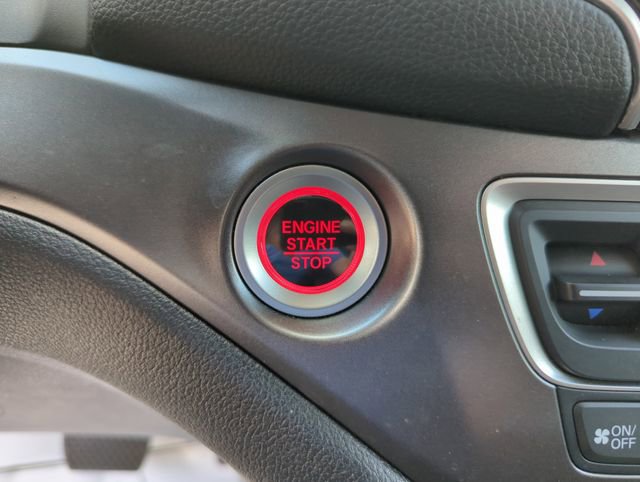 ENGINE
START
STOP
ON/
OFF